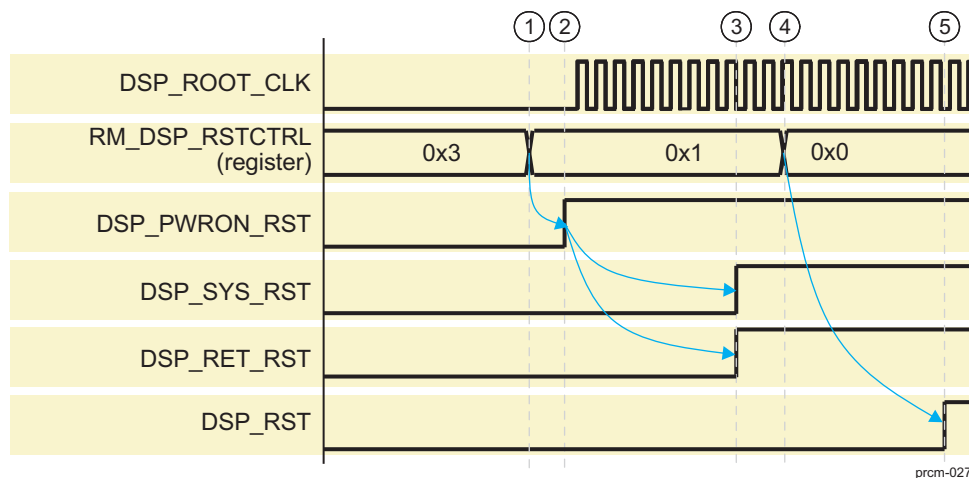 1 2 3 4 5
DSP_ROOT_CLK
RM_DSP_RSTCTRL
(register)
0x3 0x1 0x0
DSP_PWRON_RST
DSP_SYS_RST
DSP_RET_RST
DSP_RST
prcm-027